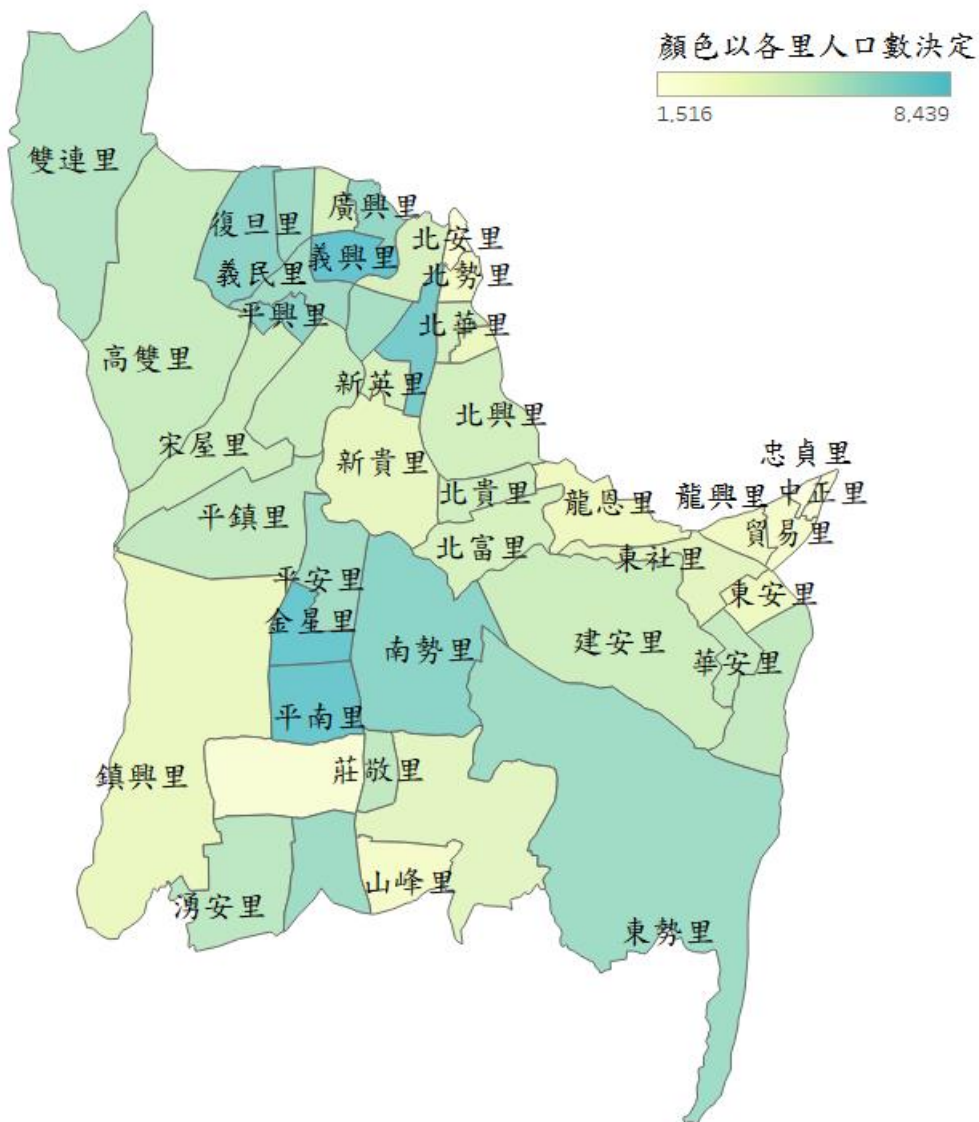 顏色以各里人口數決定
1,516 8,439
雙連里
廣興里
復旦里
北安里
義興里
義民里
北勢里
平興里
北華里
高雙里
新英里
北興里
宋屋里
新貴里
忠貞里
北貴里
龍恩里
龍興里
中正里
平鎮里
貿易里
北富里
東社里
平安里
東安里
金星里
南勢里
建安里
華安里
平南里
鎮興里
莊敬里
山峰里
湧安里
東勢里